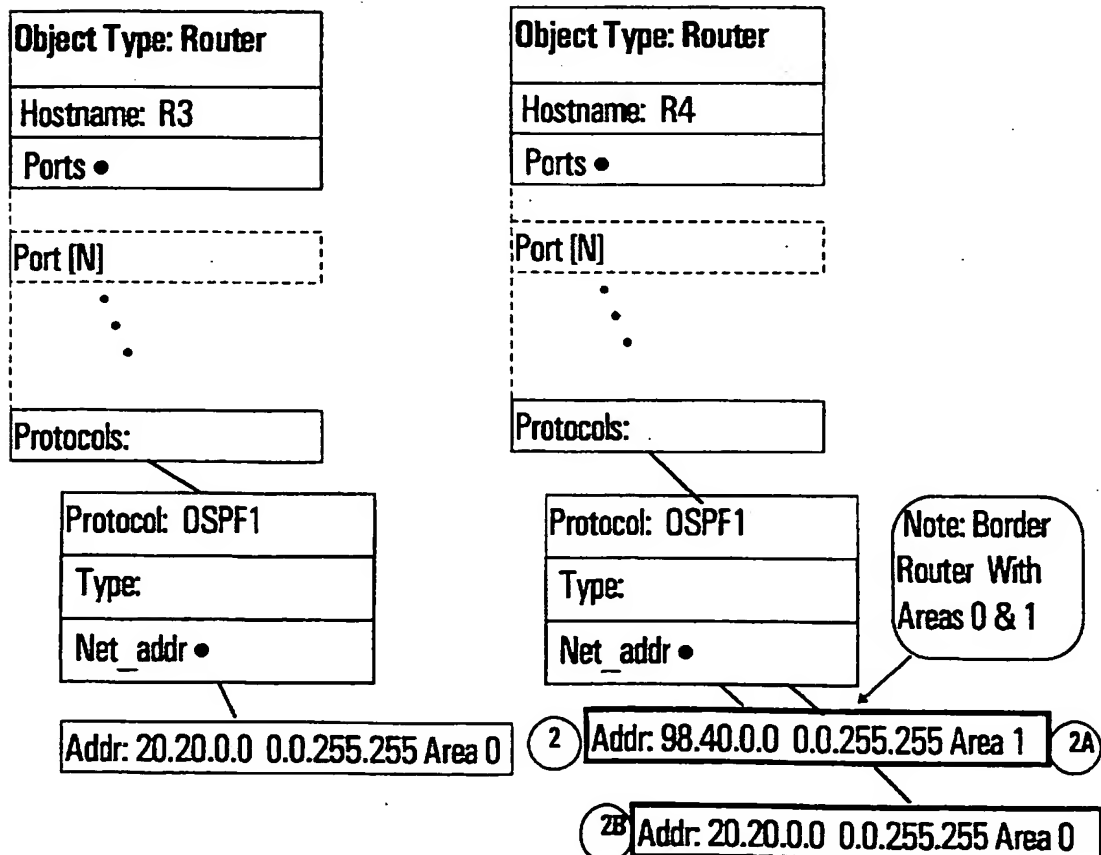 Object Type: Router
Hostname: R3
Ports
Port [N]
Protocols:
Protocol: OSPF1
Type:
Net_addr
Addr: 20.20.0.0 0.0.255.255 Area 0
Object Type: Router
Hostname: R4
Ports
Port [N]
Protocols:
Protocol: OSPF1
Type:
Net_addr
Note: Border
Router With
Areas 0 & 1
2
Addr: 98.40.0.0 0.0.255.255 Area 1
2A
2B
Addr: 20.20.0.0 0.0.255.255 Area 0